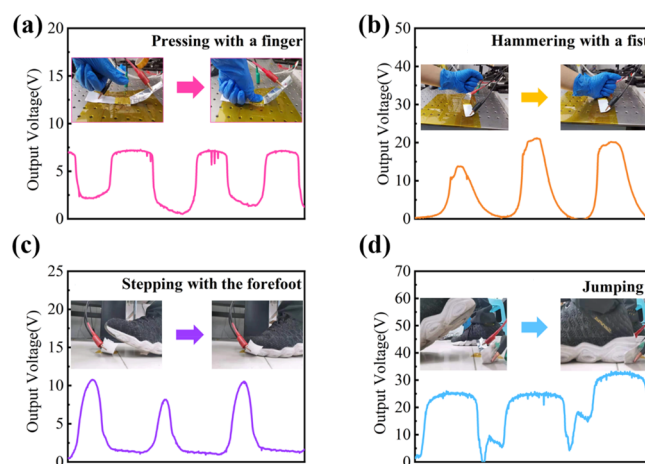 (a)
Pressing with a finger
Output Voltage(V)
20
15
10
5
0
(b)
Hammering with a fist
Output Voltage(V)
50
40
30
20
10
0
(c)
Stepping with the forefoot
Output Voltage(V)
25
20
15
10
5
0
(d)
Jumping
Output Voltage(V)
70
60
50
40
30
20
10
0